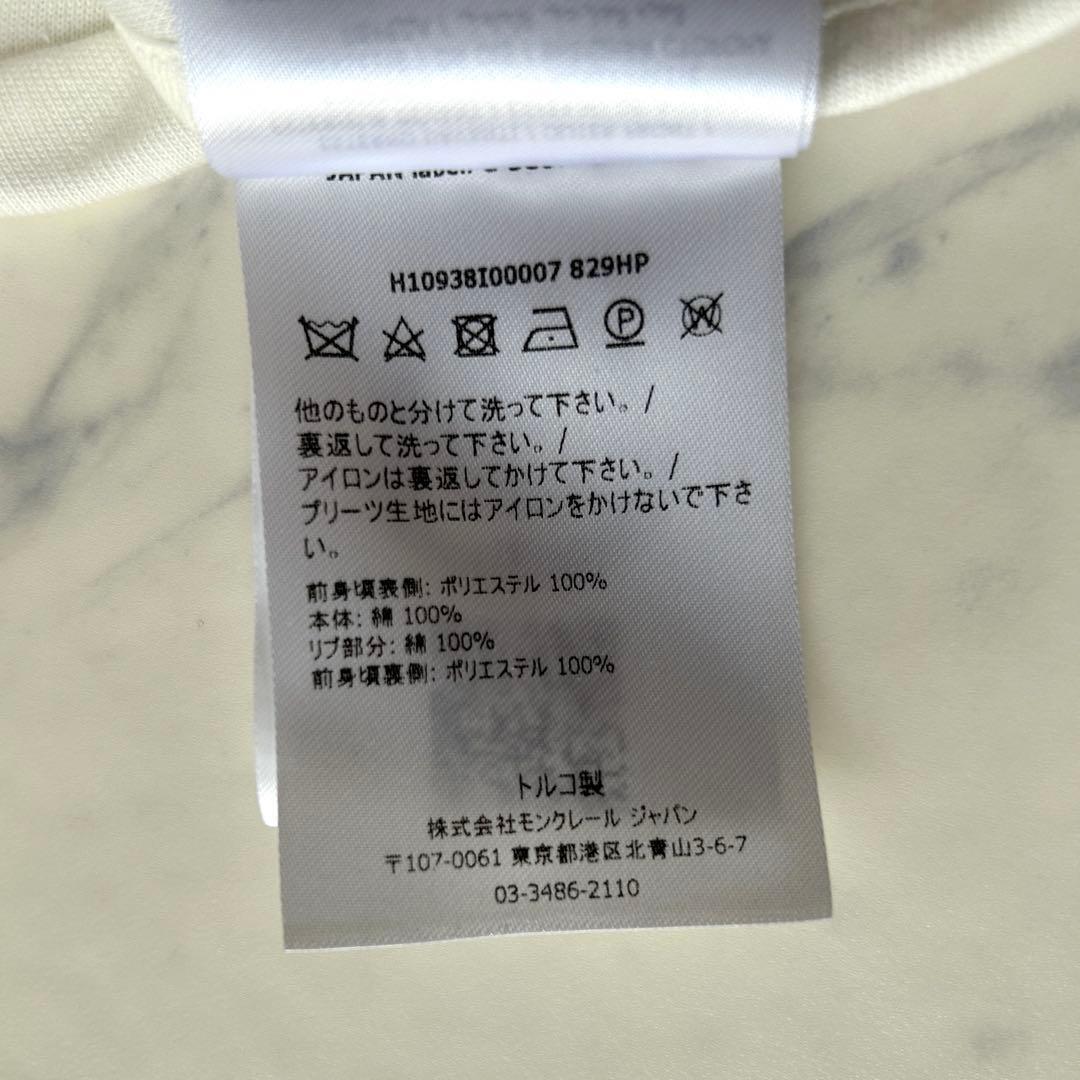 JAPAN label:
H10938I00007 829HP
P
W
他のものと分けて洗って下さい。/
裏返して洗って下さい。/
アイロンは裏返してかけて下さい。/
プリーツ生地にはアイロンをかけないで下さ
い。
前身頃表側: ポリエステル 100%
本体: 綿 100%
リブ部分: 綿 100%
前身頃裏側: ポリエステル 100%
トルコ製
株式会社モンクレール ジャパン
〒107-0061 東京都港区北青山3-6-7
03-3486-2110